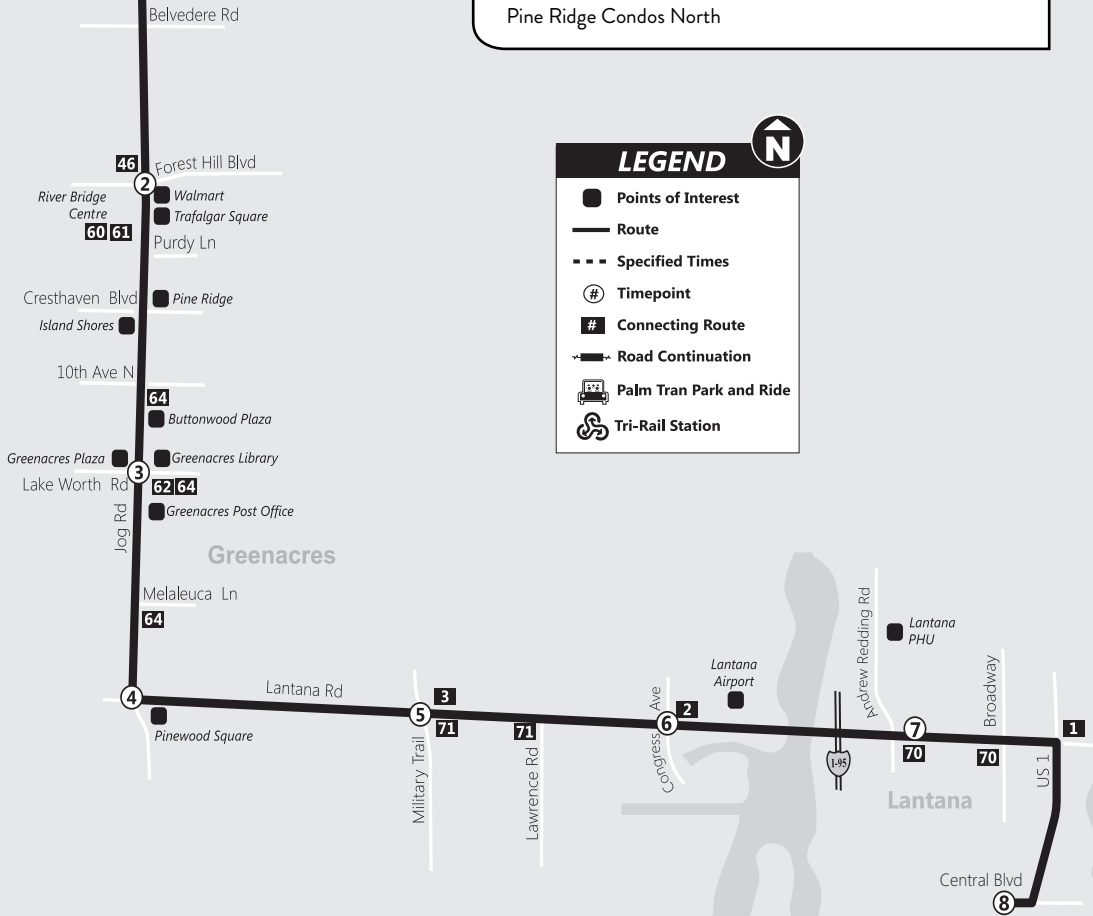 Belvedere Rd
Pine Ridge Condos North
N
LEGEND
Points of Interest
Route
Specified Times
# Timepoint
# Connecting Route
Road Continuation
Palm Tran Park and Ride
Tri-Rail Station
46
Forest Hill Blvd
2
River Bridge
Centre
60 61
Walmart
Trafalgar Square
Purdy Ln
Cresthaven Blvd
Pine Ridge
Island Shores
10th Ave N
64
Buttonwood Plaza
Greenacres Plaza
Greenacres Library
3
Lake Worth Rd
62 64
Greenacres Post Office
Jog Rd
Greenacres
Melaleuca Ln
64
4
Lantana Rd
Pinewood Square
3
5
71
Military Trail
71
Lawrence Rd
Congress Ave
6
2
Lantana
Airport
I-95
Andrew Redding Rd
Lantana
PHU
7
70
Broadway
70
Lantana
1
US 1
Central Blvd
8